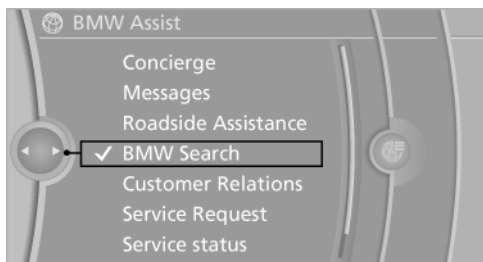 BMW Assist
Concierge
Messages
Roadside Assistance
BMW Search
Customer Relations
Service Request
Service status